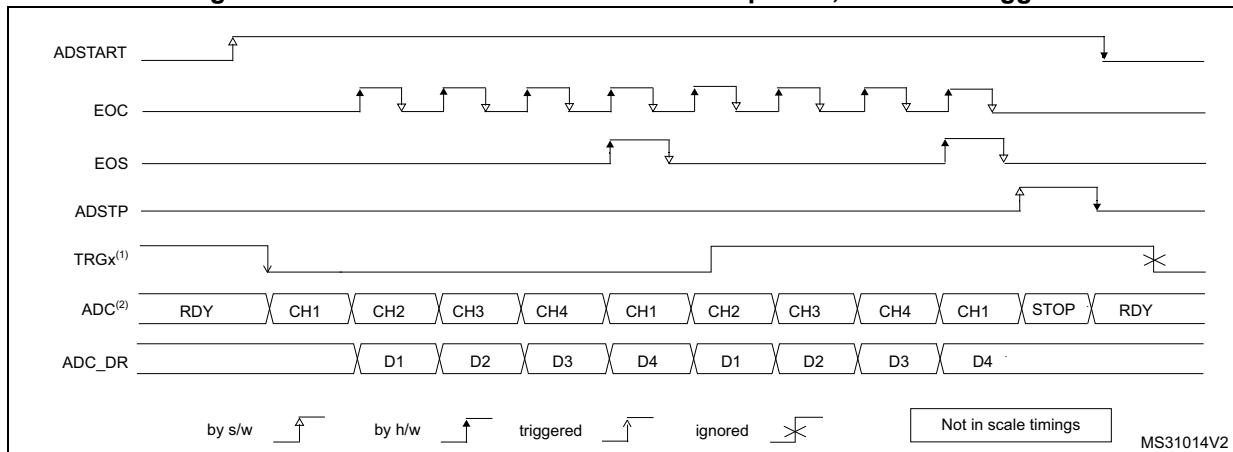 ADSTART
EOC
EOS
ADSTP
TRGx(1)
ADC(2) RDY CH1 CH2 CH3 CH4 CH1 CH2 CH3 CH4 CH1 STOP RDY
ADC_DR D1 D2 D3 D4 D1 D2 D3 D4
by s/w by h/w triggered ignored Not in scale timings
MS31014V2